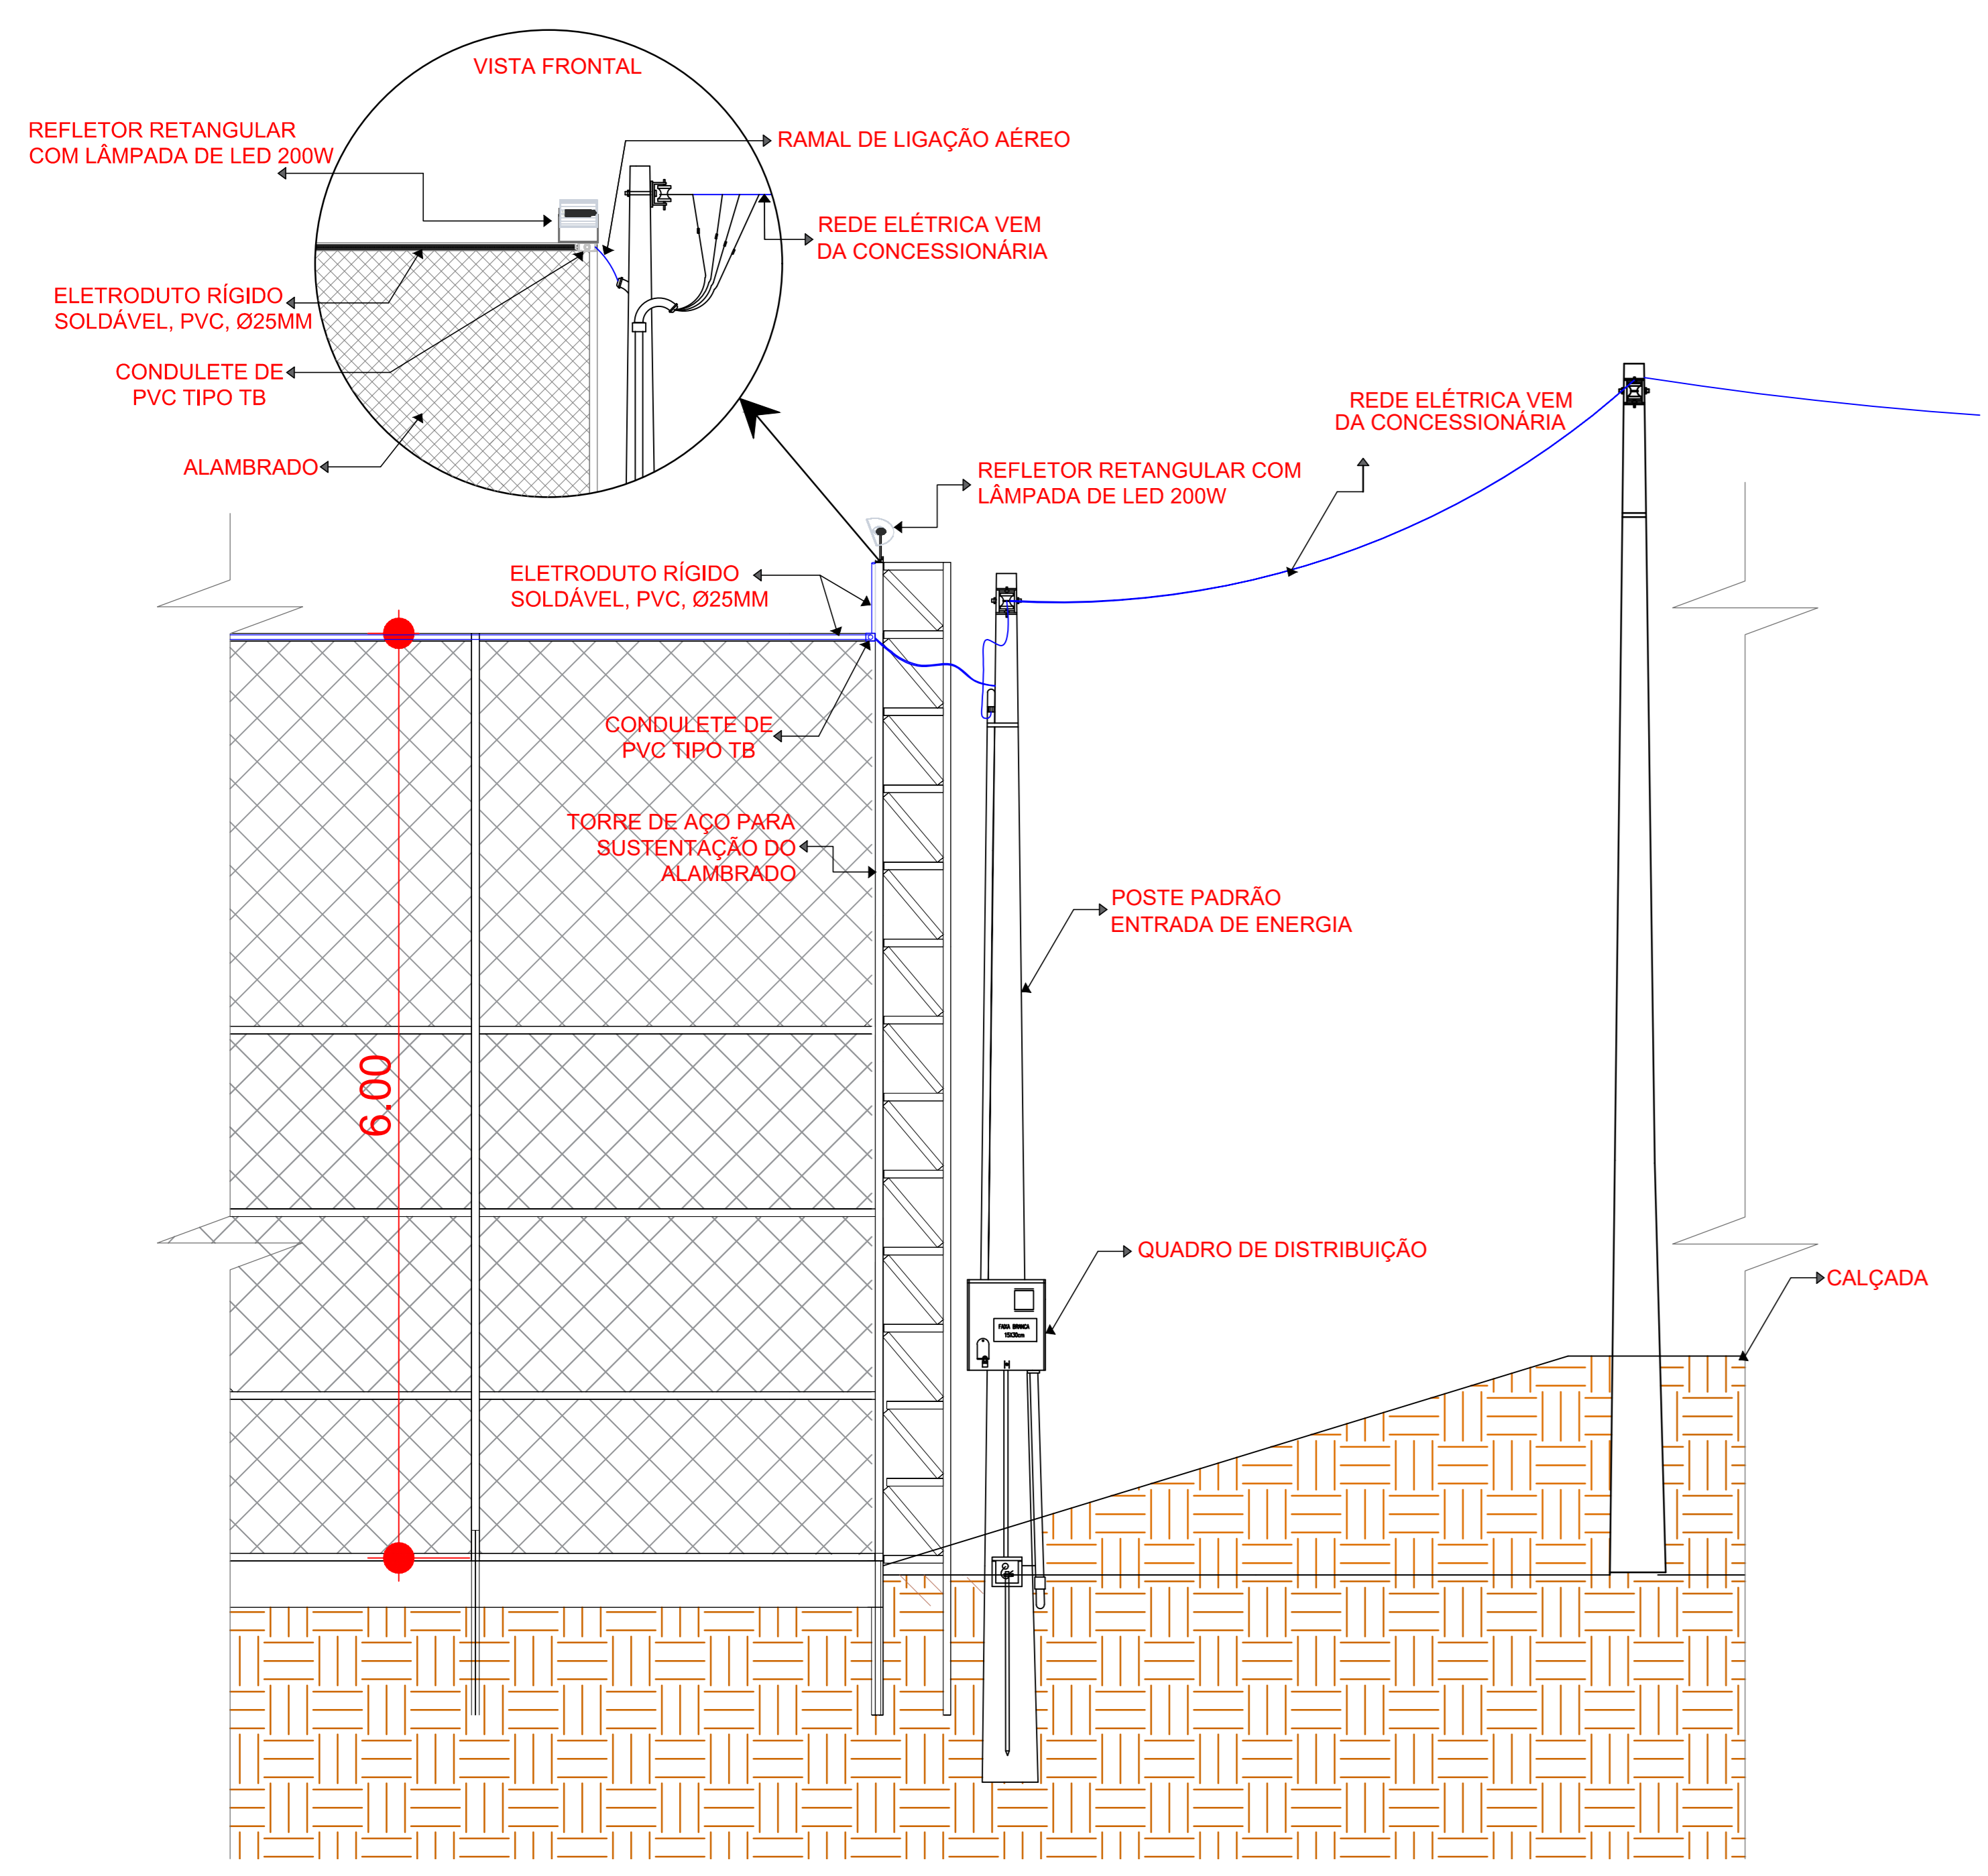 VISTA FRONTAL
REFLETOR RETANGULAR
COM LÂMPADA DE LED 200W
RAMAL DE LIGAÇÃO AÉREO
REDE ELÉTRICA VEM
DA CONCESSIONÁRIA
ELETRODUTO RÍGIDO
SOLDÁVEL, PVC, Ø25MM
CONDULETE DE
PVC TIPO TB
ALAMBRADO
REDE ELÉTRICA VEM
DA CONCESSIONÁRIA
REFLETOR RETANGULAR COM
LÂMPADA DE LED 200W
ELETRODUTO RÍGIDO
SOLDÁVEL, PVC, Ø25MM
CONDULETE DE
PVC TIPO TB
TORRE DE AÇO PARA
SUSTENTAÇÃO DO
ALAMBRADO
POSTE PADRÃO
ENTRADA DE ENERGIA
6.00
QUADRO DE DISTRIBUIÇÃO
CALÇADA
FAIXA BRANCA
15X30cm